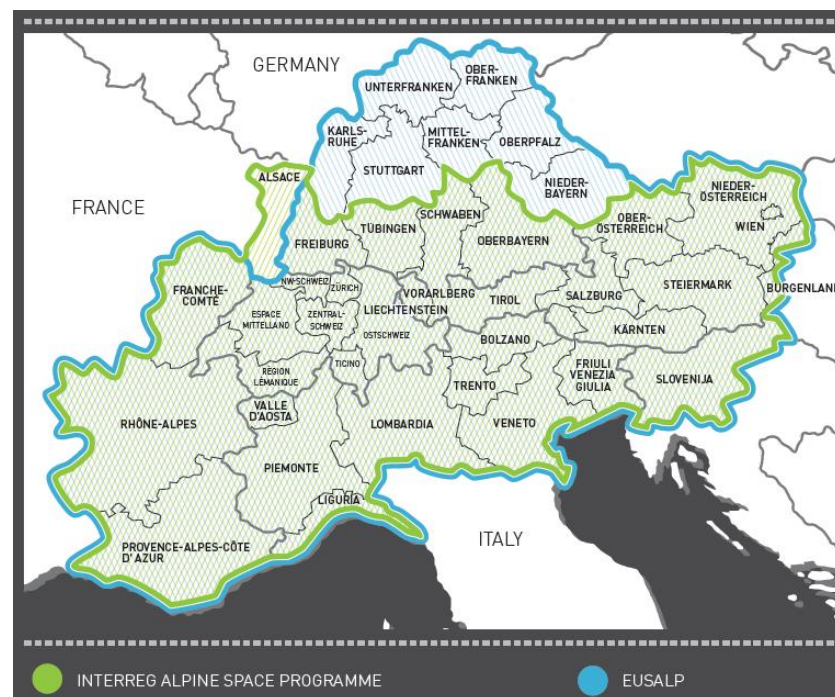 GERMANY
OBER-
FRANKEN
UNTERFRANKEN
KARLS-
RUHE
MITTEL-
FRANKEN
OBERPFALZ
STUTTGART
ALSACE
NIEDER-
BAYERN
NIEDER-
ÖSTERREICH
FRANCE
SCHWABEN
OBER-
ÖSTERREICH
WIEN
TÜBINGEN
FREIBURG
OBERBAYERN
FRANCHE-
COMTÉ
NW-SCHWEIZ
ZÜRICH
VORARLBERG
TIROL
SALZBURG
STEIERMARK
BURGENLAND
LIECHTENSTEIN
ESPACE
MITTELLAND
ZENTRAL-
SCHWEIZ
OSTSCHWEIZ
KÄRNTEN
BOLZANO
TICINO
RÉGION
LÉMANIQUE
TRENTO
FRIULI
VENEZIA
GIULIA
SLOVENIJA
VALLE
D'AOSTA
RHÔNE-ALPES
LOMBARDIA
VENETO
PIEMONTE
LIGURIA
ITALY
PROVENCE-ALPES-CÔTE
D' AZUR
INTERREG ALPINE SPACE PROGRAMME
EUSALP